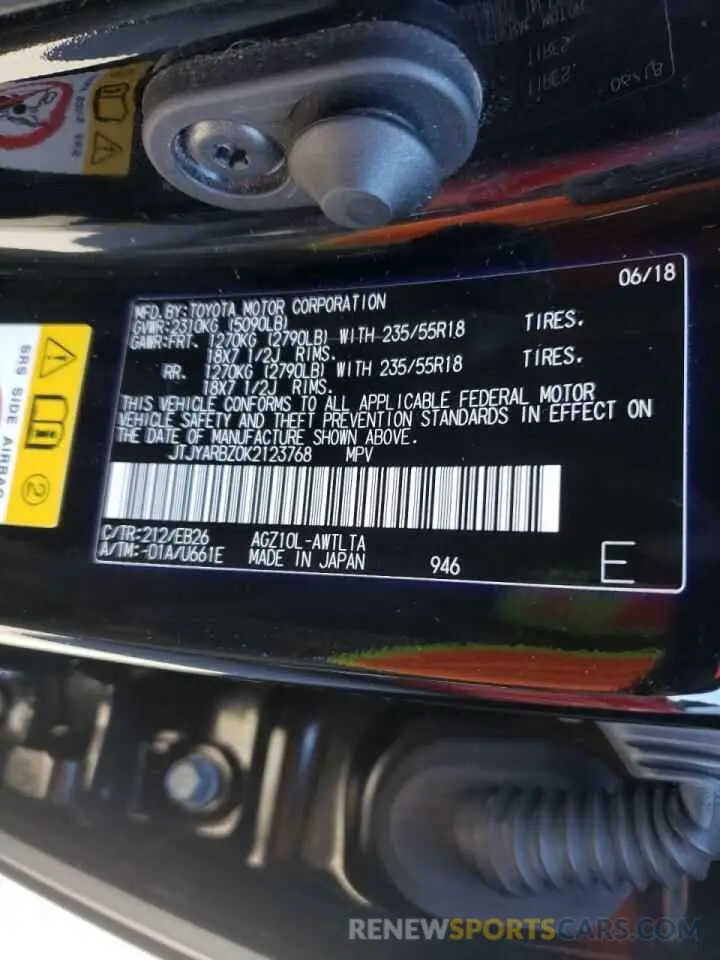 06/18
MFD. BY: TOYOTA MOTOR CORPORATION
GVWR: 2310KG (5090LB)
GAWR: FRT. 1270KG (2790LB) WITH 235/55R18 TIRES.
18X7 1/2J RIMS.
RR. 1270KG (2790LB) WITH 235/55R18 TIRES.
18X7 1/2J RIMS.
THIS VEHICLE CONFORMS TO ALL APPLICABLE FEDERAL MOTOR
VEHICLE SAFETY AND THEFT PREVENTION STANDARDS IN EFFECT ON
THE DATE OF MANUFACTURE SHOWN ABOVE.
JTJYARBZ0K2123768 MPV
C/TR: 212/EB26 AGZ10L-AWTLTA
A/TM: -01A/U661E MADE IN JAPAN 946 E
SRS SIDE AIRBAG
2
RENEWSPORTSCARS.COM